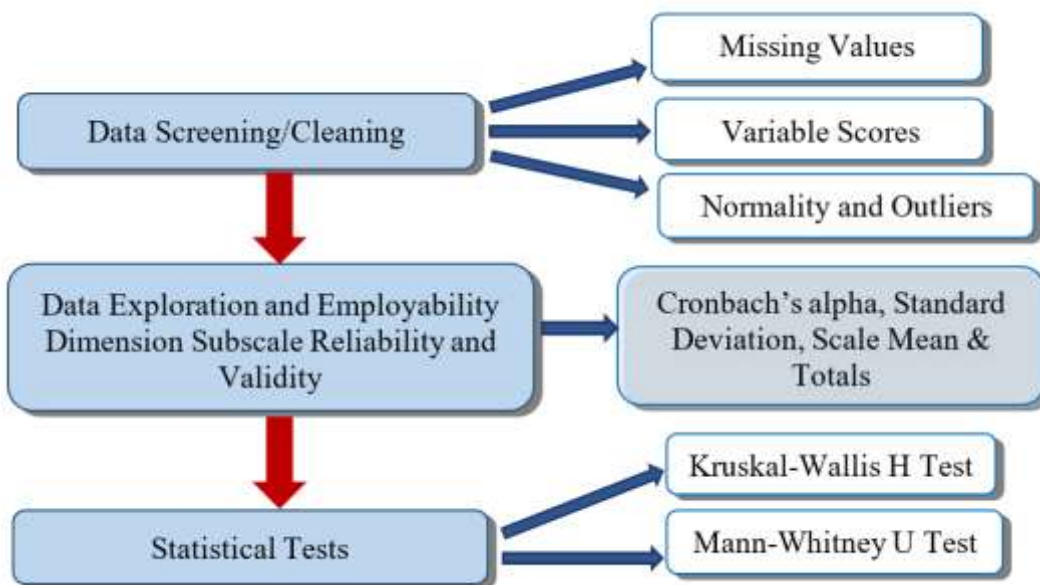 Missing Values
Data Screening/Cleaning
Variable Scores
Normality and Outliers
Data Exploration and Employability
Dimension Subscale Reliability and
Validity
Cronbach’s alpha, Standard
Deviation, Scale Mean &
Totals
Kruskal-Wallis H Test
Statistical Tests
Mann-Whitney U Test